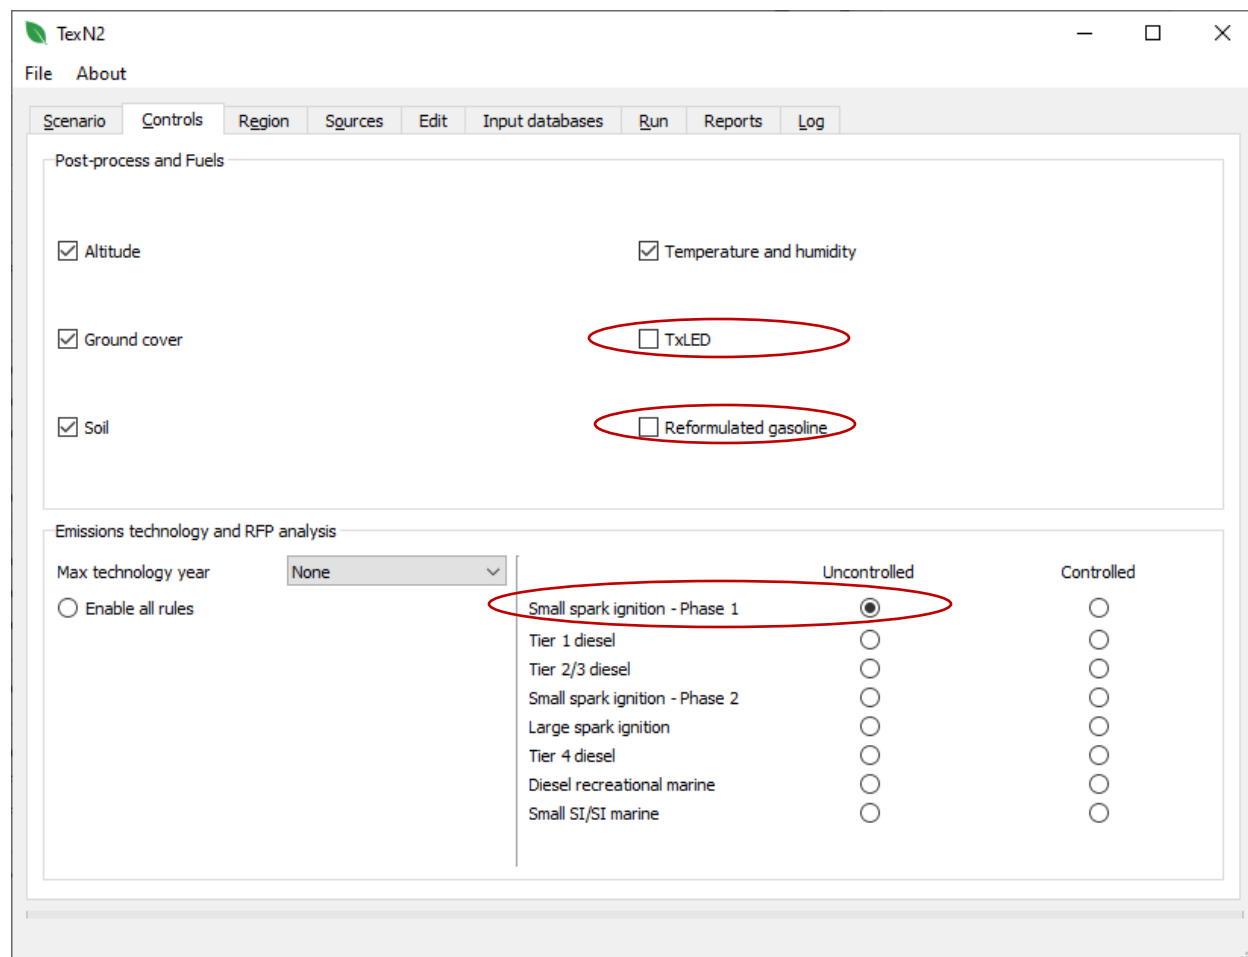 TexN2
File About
Scenario Controls Region Sources Edit Input databases Run Reports Log
Post-process and Fuels
Altitude Temperature and humidity
Ground cover TxLED
Soil Reformulated gasoline
Emissions technology and RFP analysis
Max technology year None Uncontrolled Controlled
Enable all rules Small spark ignition - Phase 1
Tier 1 diesel
Tier 2/3 diesel
Small spark ignition - Phase 2
Large spark ignition
Tier 4 diesel
Diesel recreational marine
Small SI/SI marine